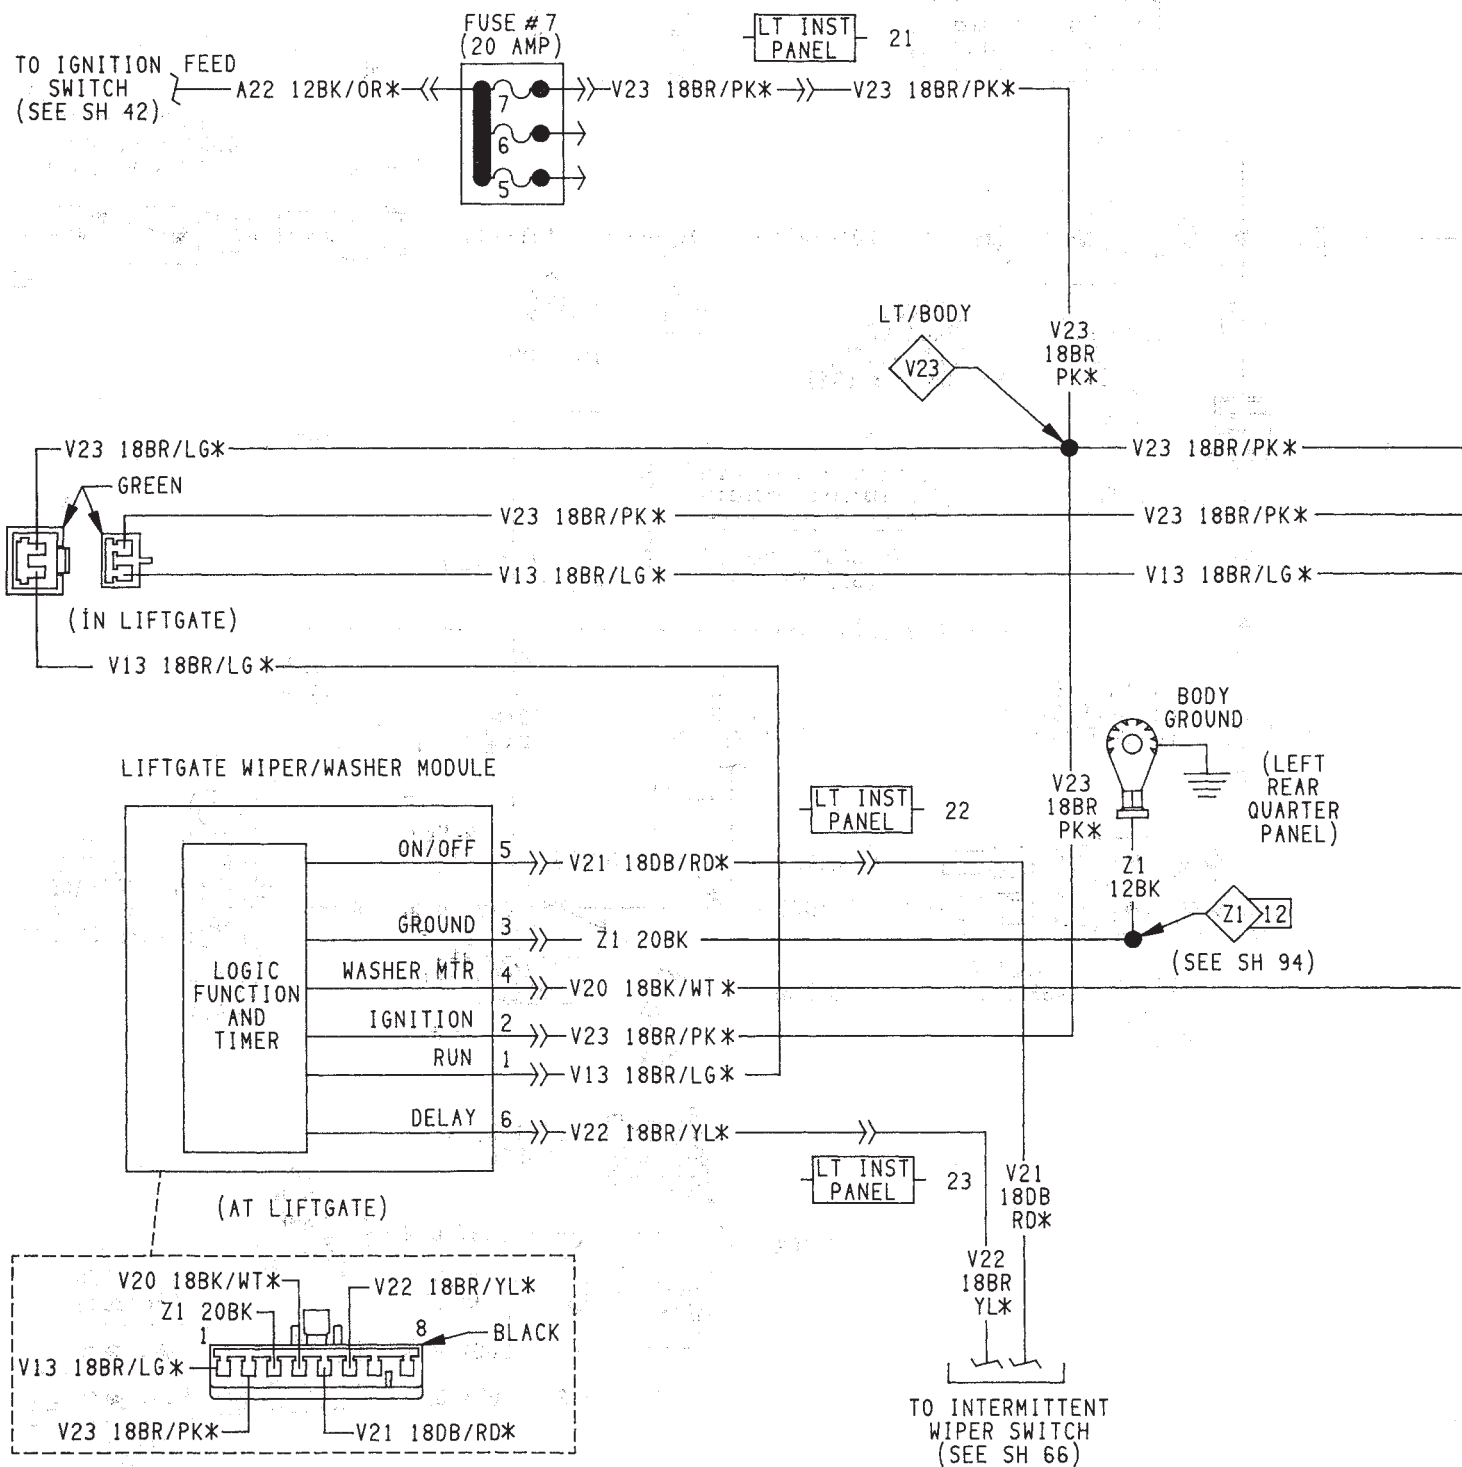 FUSE #7
(20 AMP)
LT INST
PANEL
21
TO IGNITION
SWITCH
(SEE SH 42)
FEED
A22 12BK/OR*
7
6
5
V23 18BR/PK*
V23 18BR/PK*
LT/BODY
V23
V23
18BR
PK*
V23 18BR/LG*
V23 18BR/PK*
GREEN
V23 18BR/PK*
V23 18BR/PK*
V13 18BR/LG*
V13 18BR/LG*
(IN LIFTGATE)
V13 18BR/LG*
BODY
GROUND
(LEFT
REAR
QUARTER
PANEL)
LIFTGATE WIPER/WASHER MODULE
LT INST
PANEL
22
V23
18BR
PK*
Z1
12BK
ON/OFF
5
V21 18DB/RD*
Z1
12
(SEE SH 94)
GROUND
3
Z1 20BK
LOGIC
FUNCTION
AND
TIMER
WASHER MTR
4
V20 18BK/WT*
IGNITION
2
V23 18BR/PK*
RUN
1
V13 18BR/LG*
DELAY
6
V22 18BR/YL*
LT INST
PANEL
23
V21
18DB
RD*
(AT LIFTGATE)
V22
18BR
YL*
V20 18BK/WT*
V22 18BR/YL*
Z1 20BK
1
8
BLACK
V13 18BR/LG*
V23 18BR/PK*
V21 18DB/RD*
TO INTERMITTENT
WIPER SWITCH
(SEE SH 66)